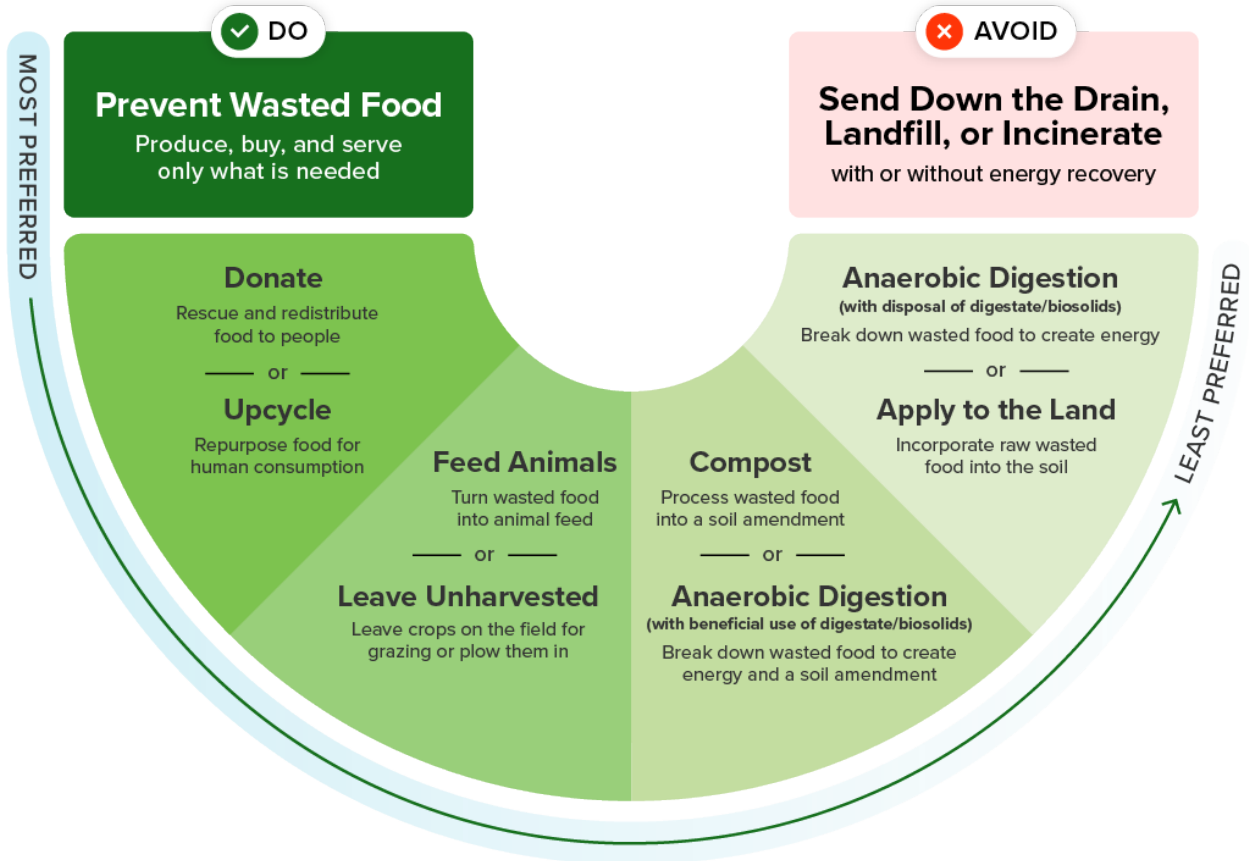 DO
AVOID
MOST PREFERRED
Prevent Wasted Food
Produce, buy, and serve
only what is needed
Send Down the Drain,
Landfill, or Incinerate
with or without energy recovery
Donate
Rescue and redistribute
food to people
or
Upcycle
Repurpose food for
human consumption
Feed Animals
Turn wasted food
into animal feed
or
Leave Unharvested
Leave crops on the field for
grazing or plow them in
Compost
Process wasted food
into a soil amendment
or
Anaerobic Digestion
(with beneficial use of digestate/biosolids)
Break down wasted food to create
energy and a soil amendment
Anaerobic Digestion
(with disposal of digestate/biosolids)
Break down wasted food to create energy
or
Apply to the Land
Incorporate raw wasted
food into the soil
LEAST PREFERRED